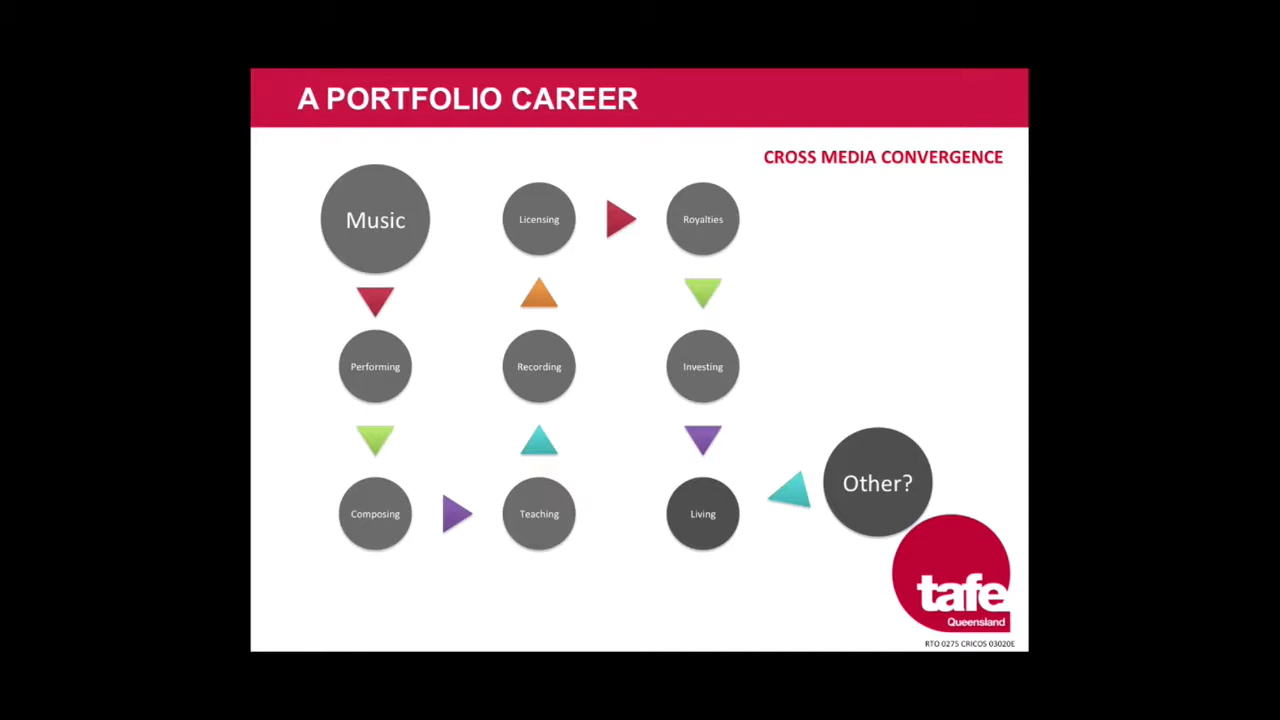 A PORTFOLIO CAREER
CROSS MEDIA CONVERGENCE
Music
Licensing
Royalties
Performing
Recording
Investing
Composing
Teaching
Living
Other?
tafe
Queensland
RTO 0275 CRICOS 03020E